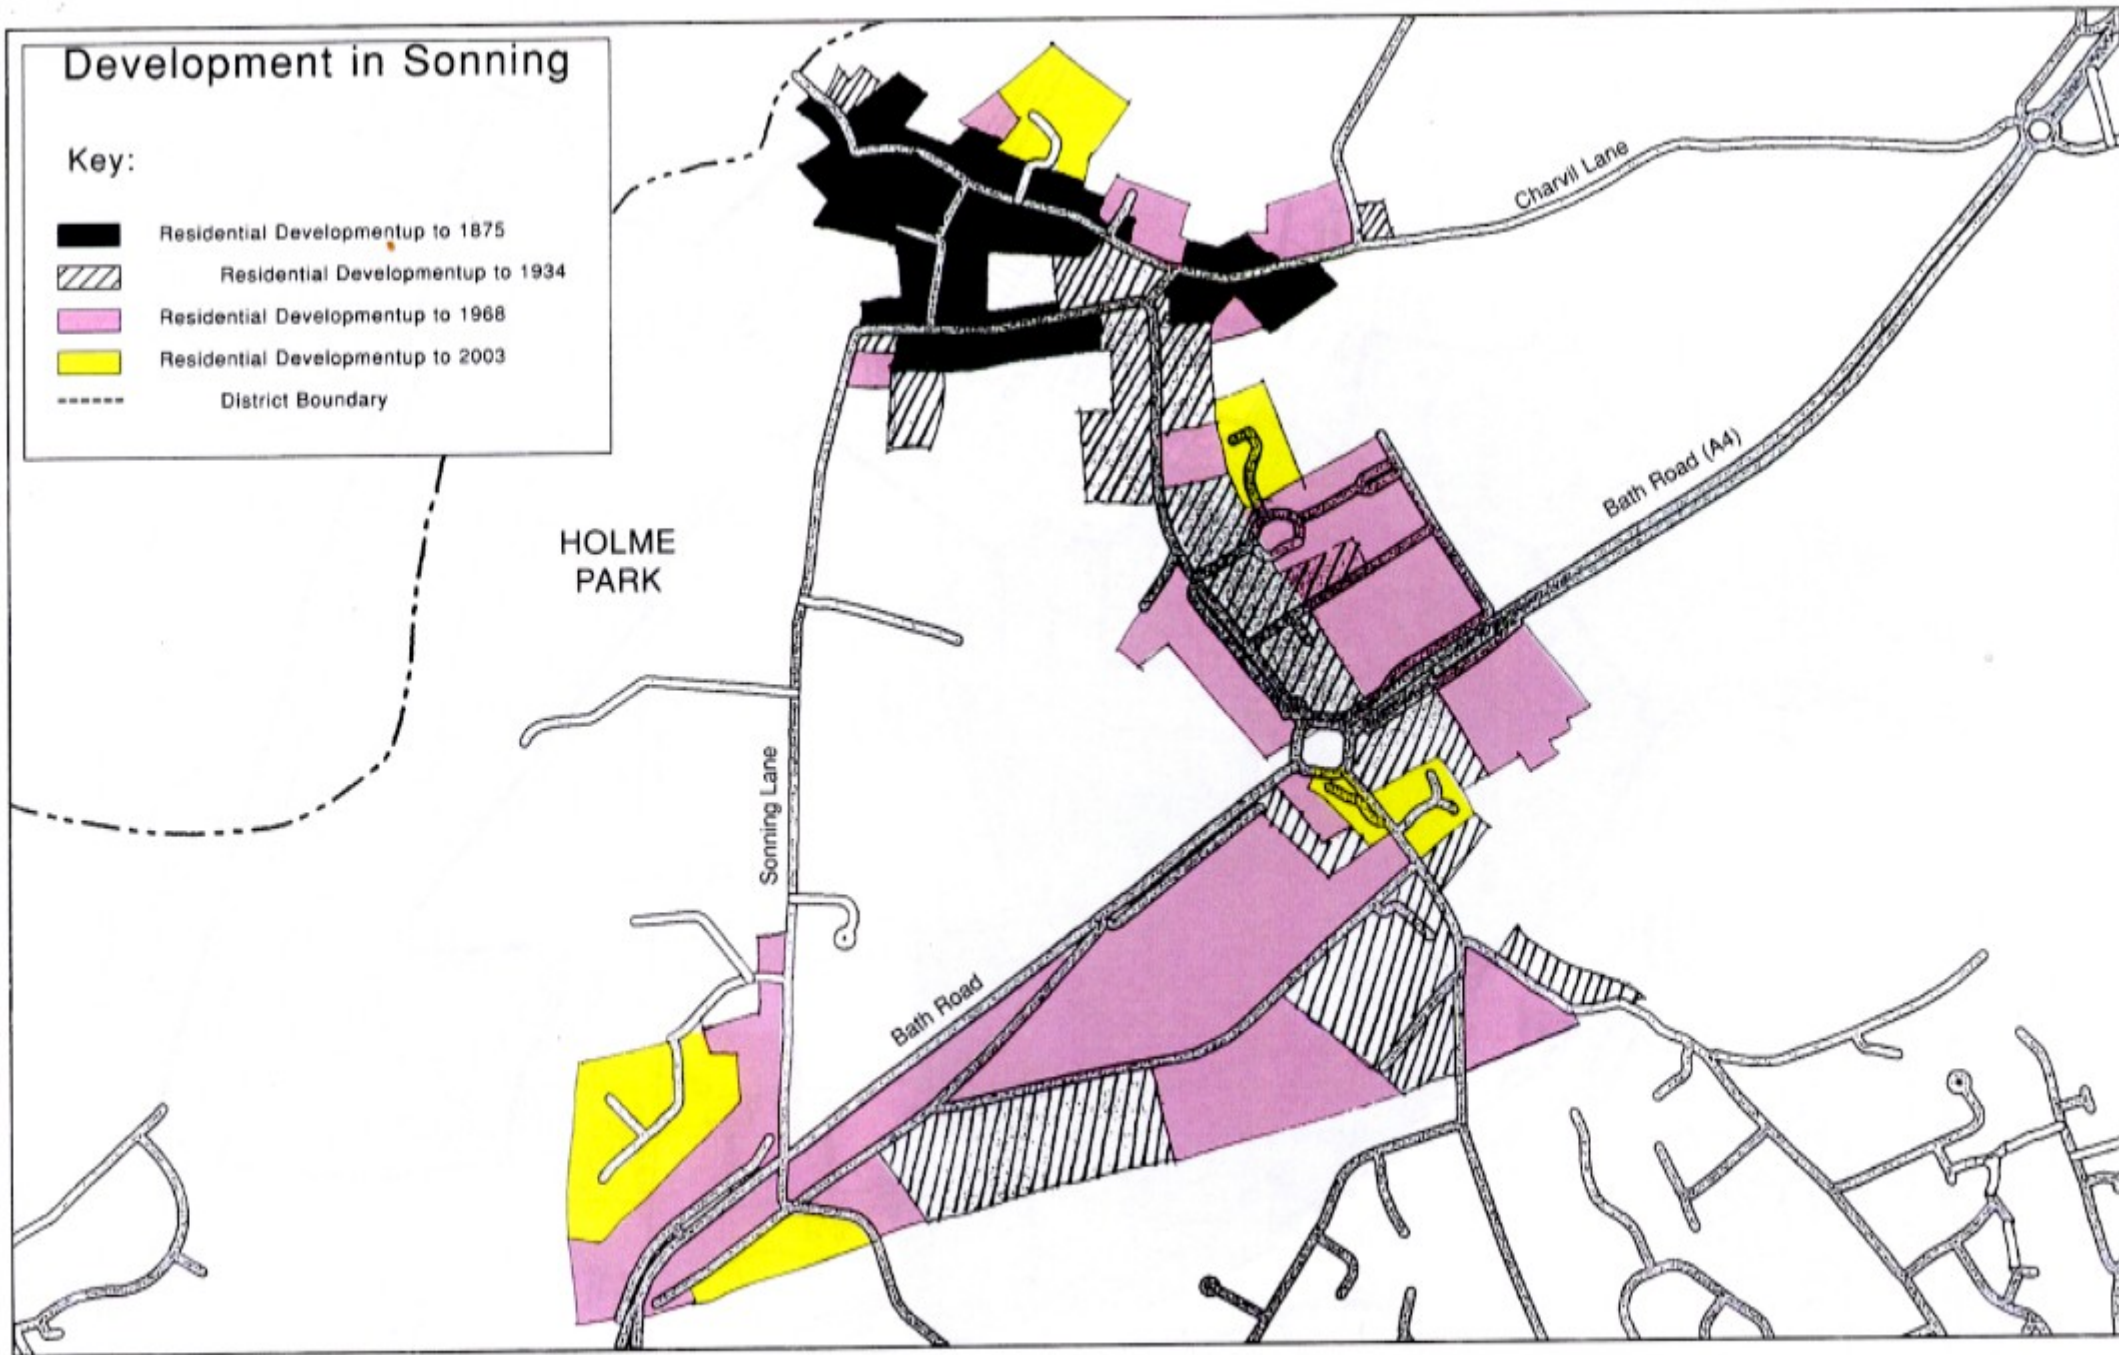 Development in Sonning
Key:
Residential Developmentup to 1875
Residential Developmentup to 1934
Residential Developmentup to 1968
Residential Developmentup to 2003
District Boundary
Charvil Lane
Bath Road (A4)
HOLME
PARK
Sonning Lane
Bath Road